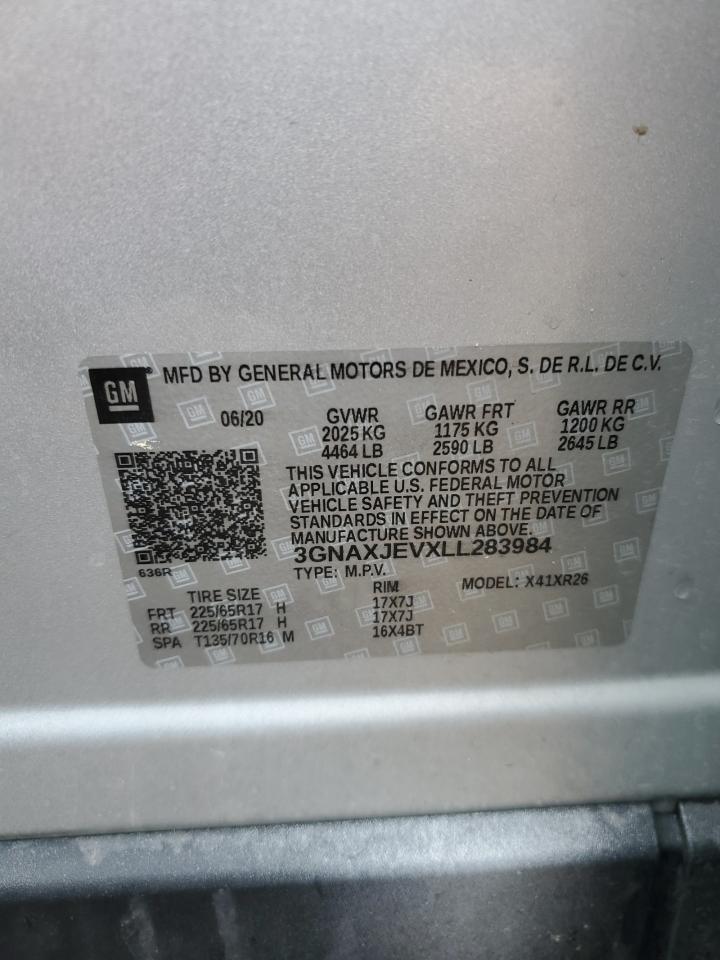 GM
MFD BY GENERAL MOTORS DE MEXICO, S. DE R.L. DE C.V.
06/20 GVWR GAWR FRT GAWR RR
2025 KG 1175 KG 1200 KG
4464 LB 2590 LB 2645 LB
THIS VEHICLE CONFORMS TO ALL
APPLICABLE U.S. FEDERAL MOTOR
VEHICLE SAFETY AND THEFT PREVENTION
STANDARDS IN EFFECT ON THE DATE OF
MANUFACTURE SHOWN ABOVE.
3GNAXJEVXLL283984
636R TYPE: M.P.V. MODEL: X41XR26
TIRE SIZE RIM
FRT 225/65R17 H 17X7J
RR 225/65R17 H 17X7J
SPA T135/70R16 M 16X4BT